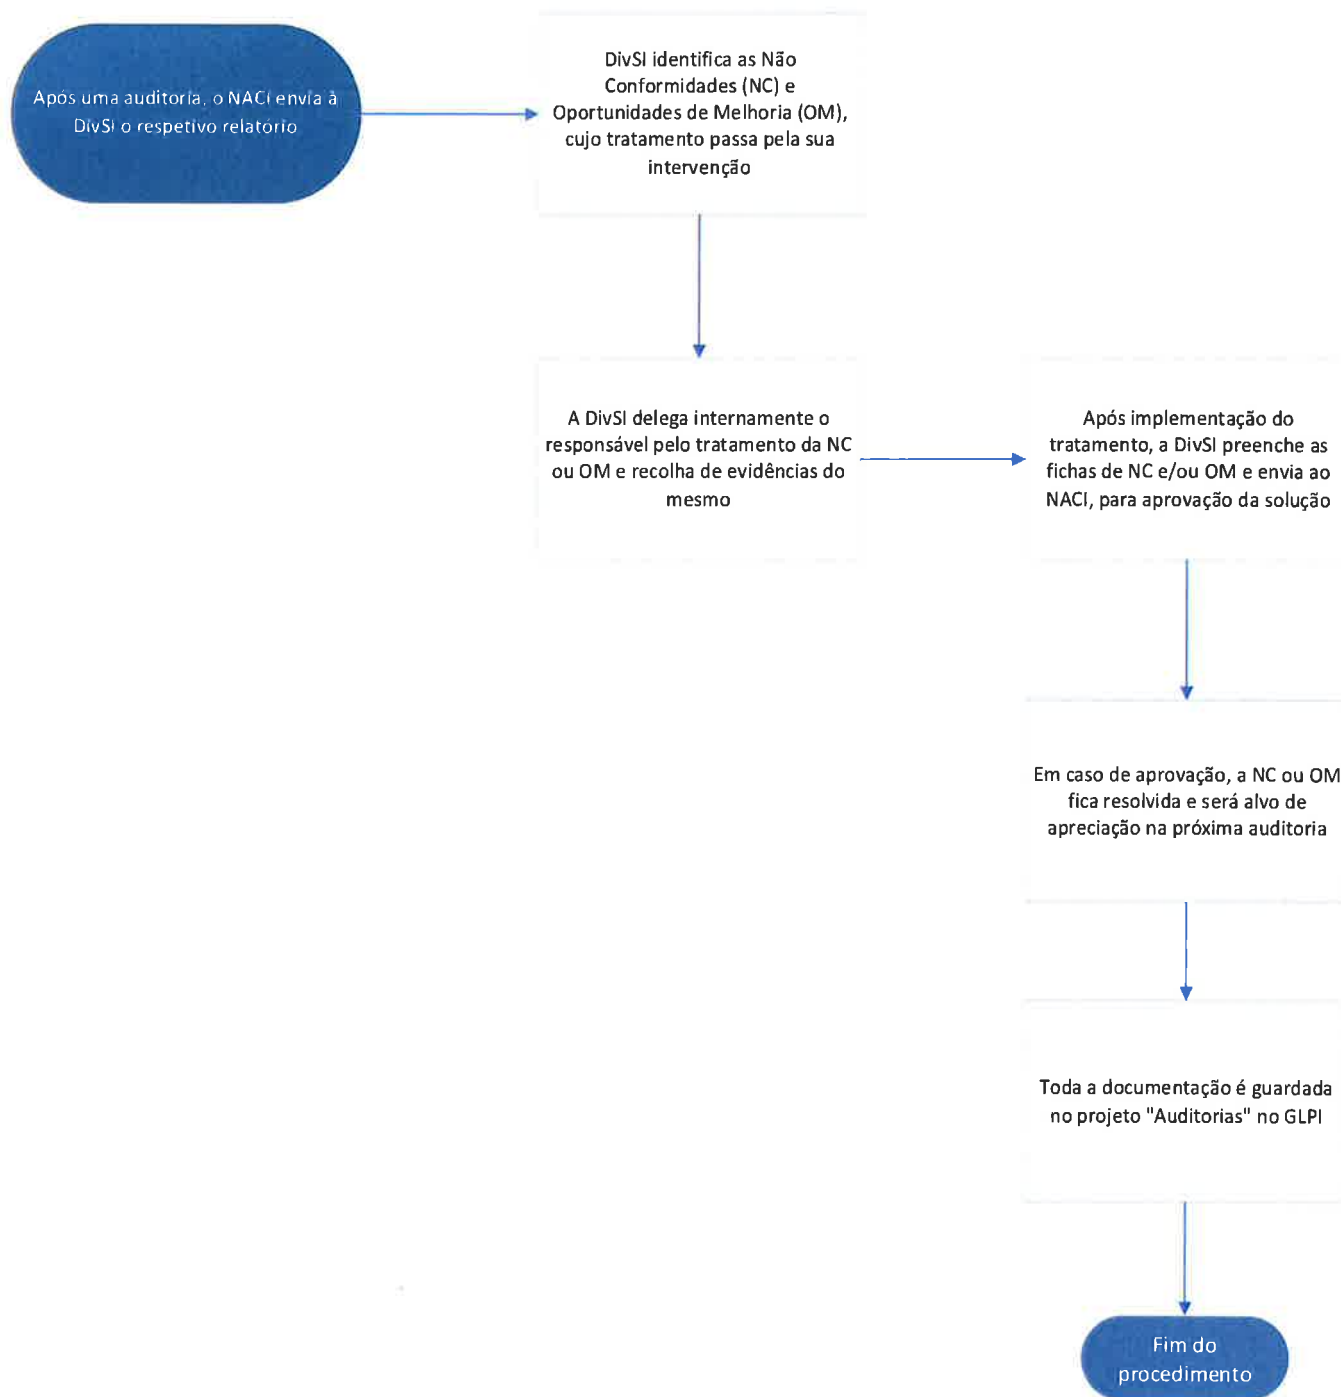 Após uma auditoria, o NACI envia à
DivSI o respetivo relatório
DivSI identifica as Não
Conformidades (NC) e
Oportunidades de Melhoria (OM),
cujo tratamento passa pela sua
intervenção
A DivSI delega internamente o
responsável pelo tratamento da NC
ou OM e recolha de evidências do
mesmo
Após implementação do
tratamento, a DivSI preenche as
fichas de NC e/ou OM e envia ao
NACI, para aprovação da solução
Em caso de aprovação, a NC ou OM
fica resolvida e será alvo de
apreciação na próxima auditoria
Toda a documentação é guardada
no projeto "Auditorias" no GLPI
Fim do
procedimento